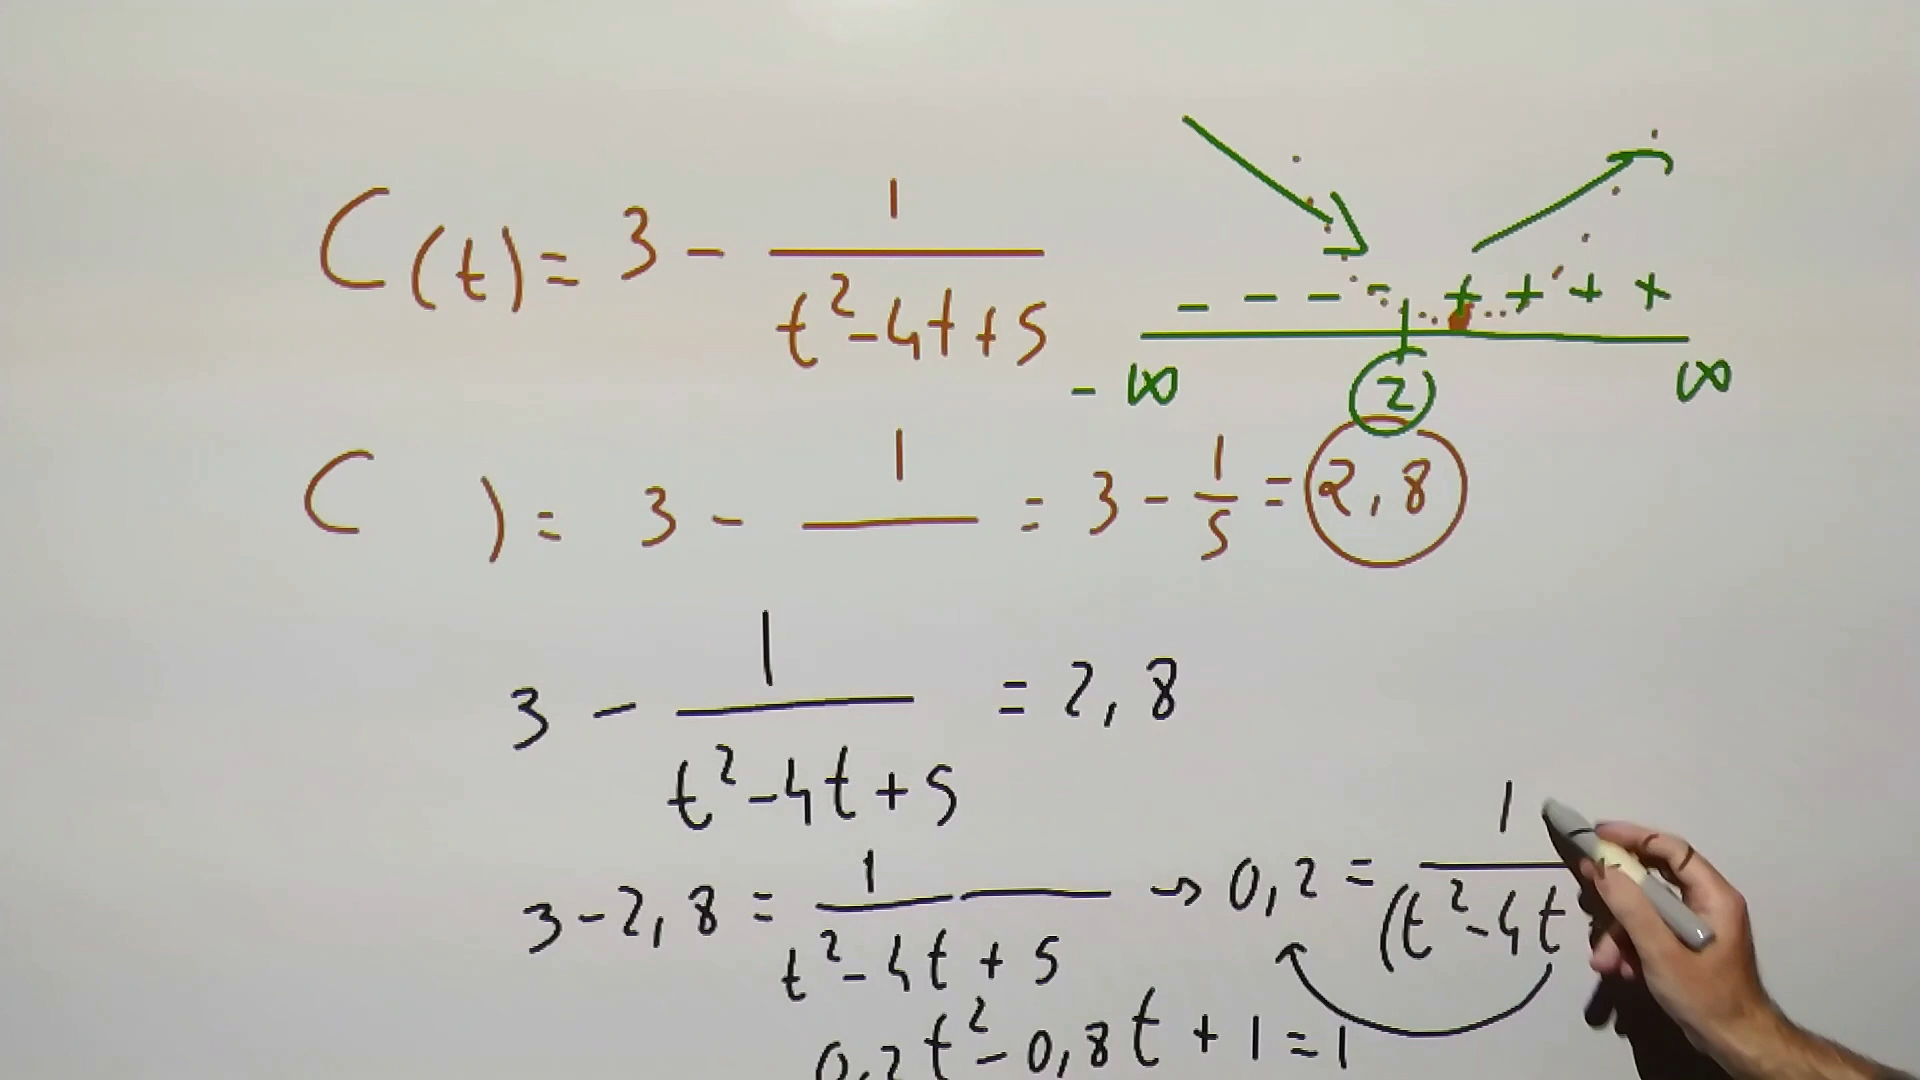 C(t) = 3 - 1/(t²-4t+5)
- - - - + + + +
-∞ 2 ∞
C ) = 3 - 1/ = 3 - 1/5 = 2,8
3 - 1/(t²-4t+5) = 2,8
3-2,8 = 1/(t²-4t+5) → 0,2 = 1/(t²-4t
0,2t²-0,8t+1=1